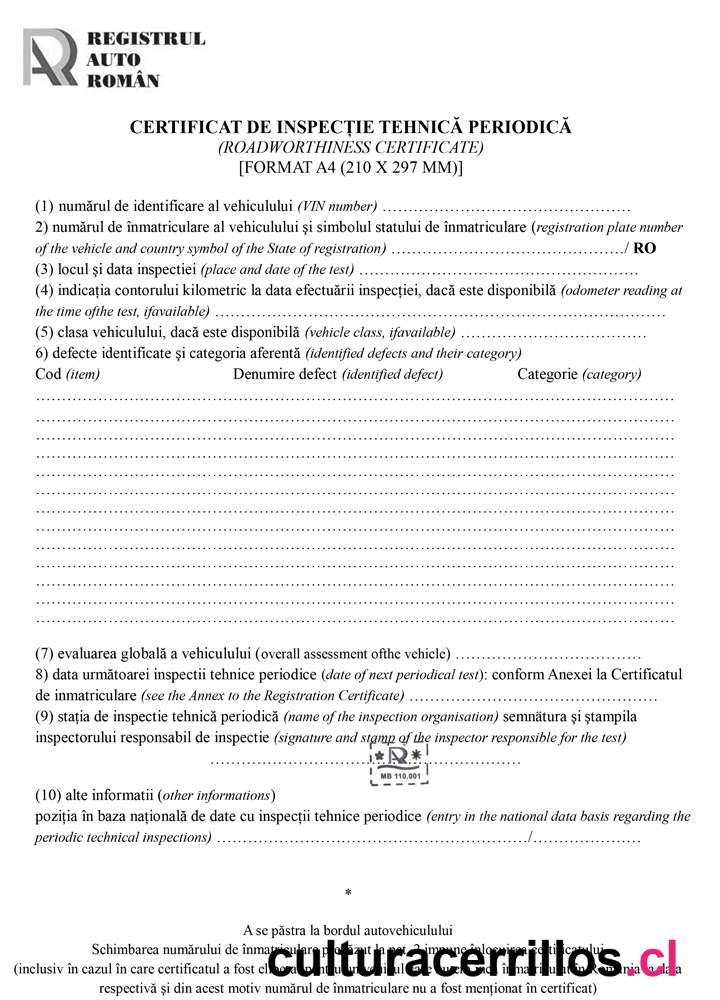 REGISTRUL
AUTO
ROMÂN
CERTIFICAT DE INSPECȚIE TEHNICĂ PERIODICĂ
(ROADWORTHINESS CERTIFICATE)
[FORMAT A4 (210 X 297 MM)]
(1) numărul de identificare al vehiculului (VIN number) ……………………………………………
2) numărul de înmatriculare al vehiculului şi simbolul statului de înmatriculare (registration plate number
of the vehicle and country symbol of the State of registration) ………………………………………/ RO
(3) locul şi data inspectiei (place and date of the test) ………………………………………………
(4) indicația contorului kilometric la data efectuării inspecției, dacă este disponibilă (odometer reading at
the time ofthe test, ifavailable) ……………………………………………………………………………
(5) clasa vehiculului, dacă este disponibilă (vehicle class, ifavailable) ………………………………
6) defecte identificate şi categoria aferentă (identified defects and their category)
Cod (item) Denumire defect (identified defect) Categorie (category)
(7) evaluarea globală a vehiculului (overall assessment ofthe vehicle) ………………………………
8) data următoarei inspectii tehnice periodice (date of next periodical test): conform Anexei la Certificatul
de inmatriculare (see the Annex to the Registration Certificate) …………………………………………
(9) stația de inspectie tehnică periodică (name of the inspection organisation) semnătura şi ştampila
inspectorului responsabil de inspectie (signature and stamp of the inspector responsible for the test)
MB 110.001
(10) alte informatii (other informations)
poziția în baza națională de date cu inspecții tehnice periodice (entry in the national data basis regarding the
periodic technical inspections) ……………………………………………………/…………………
*
A se păstra la bordul autovehiculului
Schimbarea numărului de înmatriculare prevăzut la pct. 2 impune înlocuirea certificatului
culturacerrillos.cl
(inclusiv în cazul în care certificatul a fost
respectivă şi din acest motiv numărul de înmatriculare nu a fost menționat în certificat)